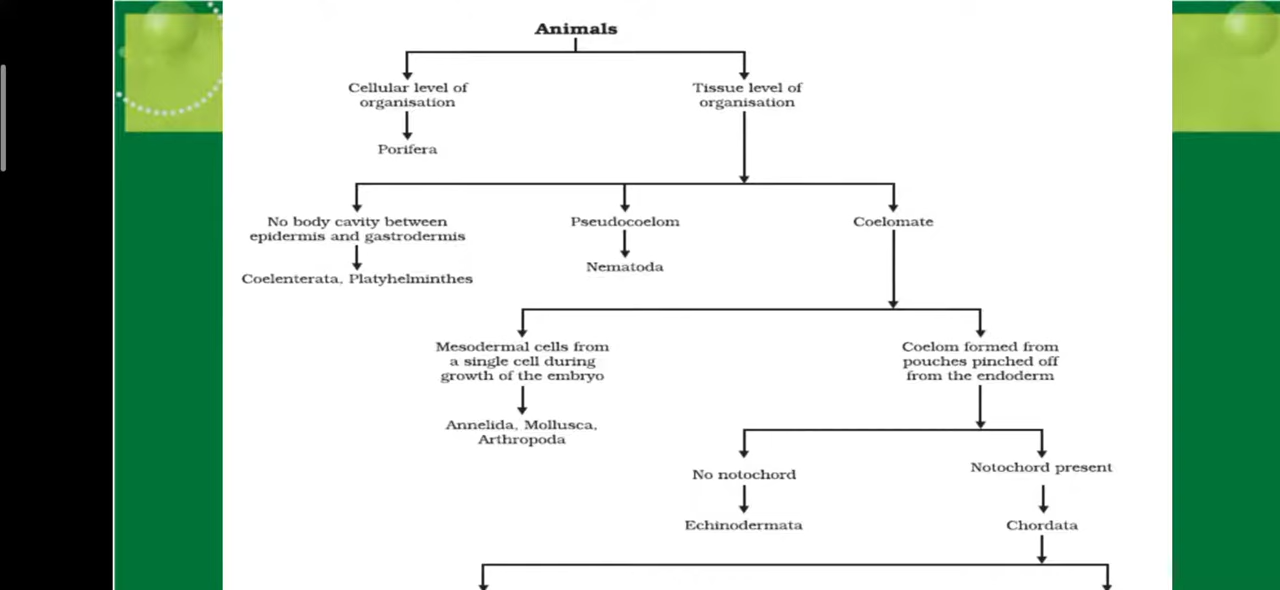 Animals
Cellular level of
organisation
Tissue level of
organisation
Porifera
No body cavity between
epidermis and gastrodermis
Pseudocoelom
Coelomate
Nematoda
Coelenterata, Platyhelminthes
Mesodermal cells from
a single cell during
growth of the embryo
Coelom formed from
pouches pinched off
from the endoderm
Annelida, Mollusca,
Arthropoda
No notochord
Notochord present
Echinodermata
Chordata